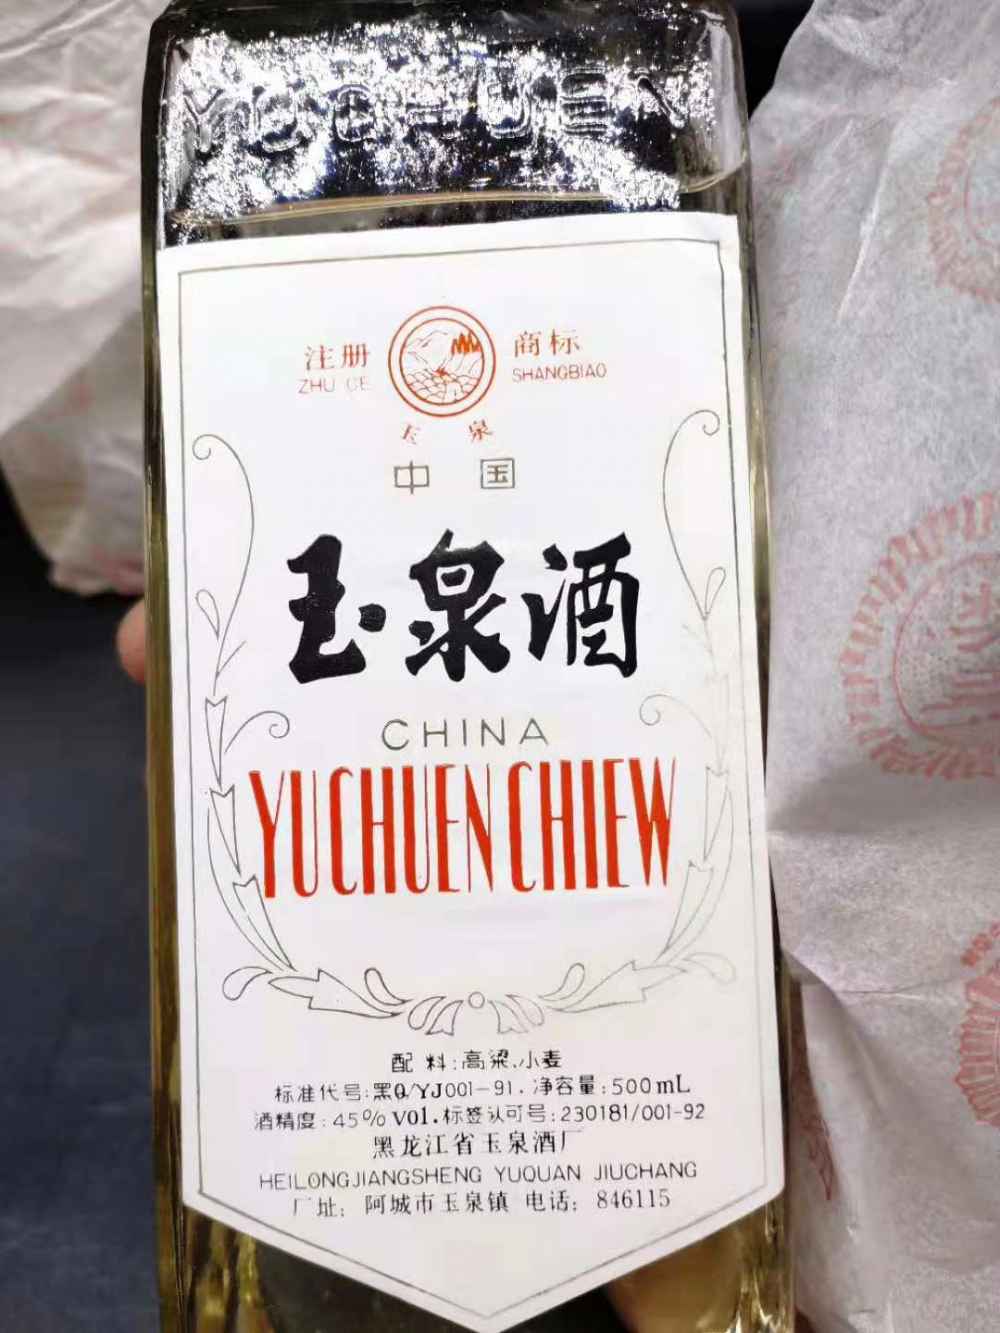 YUCHUEN
注册 商标
ZHU CE SHANGBIAO
玉 泉
中 国
玉泉酒
CHINA
YUCHUEN CHIEW
配 料:高梁、小麦
标准代号:黑Q/YJ001-91. 净容量:500mL
酒精度:45% VOl. 标签认可号:230181/001-92
黑龙江省玉泉酒厂
HEILONGJIANGSHENG YUQUAN JIUCHANG
厂址: 阿城市玉泉镇 电话: 846115